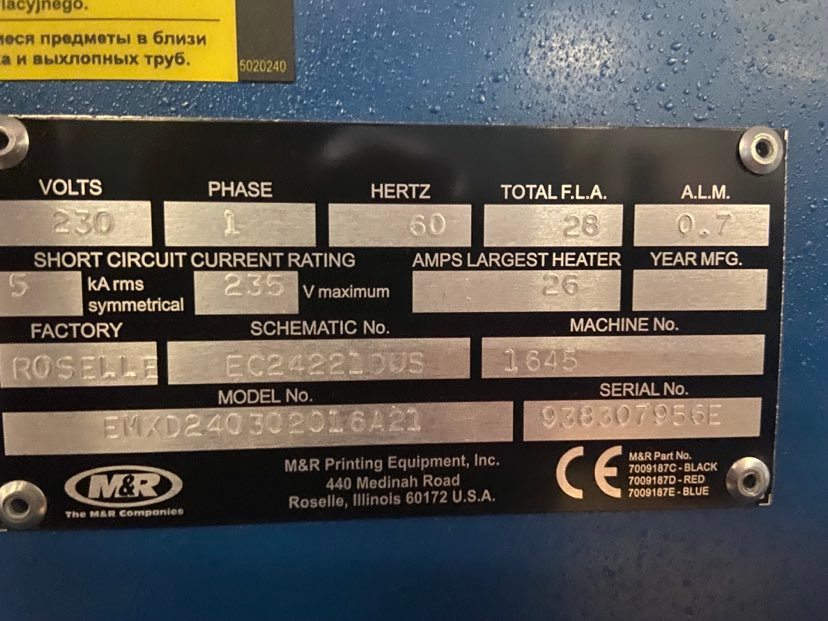 lacyjnego.
иеся предметы в близи
ка и выхлопных труб.
5020240
VOLTS PHASE HERTZ TOTAL F.L.A. A.L.M.
230 1 60 28 0.7
SHORT CIRCUIT CURRENT RATING AMPS LARGEST HEATER YEAR MFG.
5 kA rms symmetrical 235 V maximum 26
FACTORY SCHEMATIC No. MACHINE No.
ROSELLE EC24221DUS 1645
MODEL No. SERIAL No.
EMXD240302016A21 938307956E
M&R
The M&R Companies
M&R Printing Equipment, Inc.
440 Medinah Road
Roselle, Illinois 60172 U.S.A.
CE
M&R Part No.
7009187C - BLACK
7009187D - RED
7009187E - BLUE